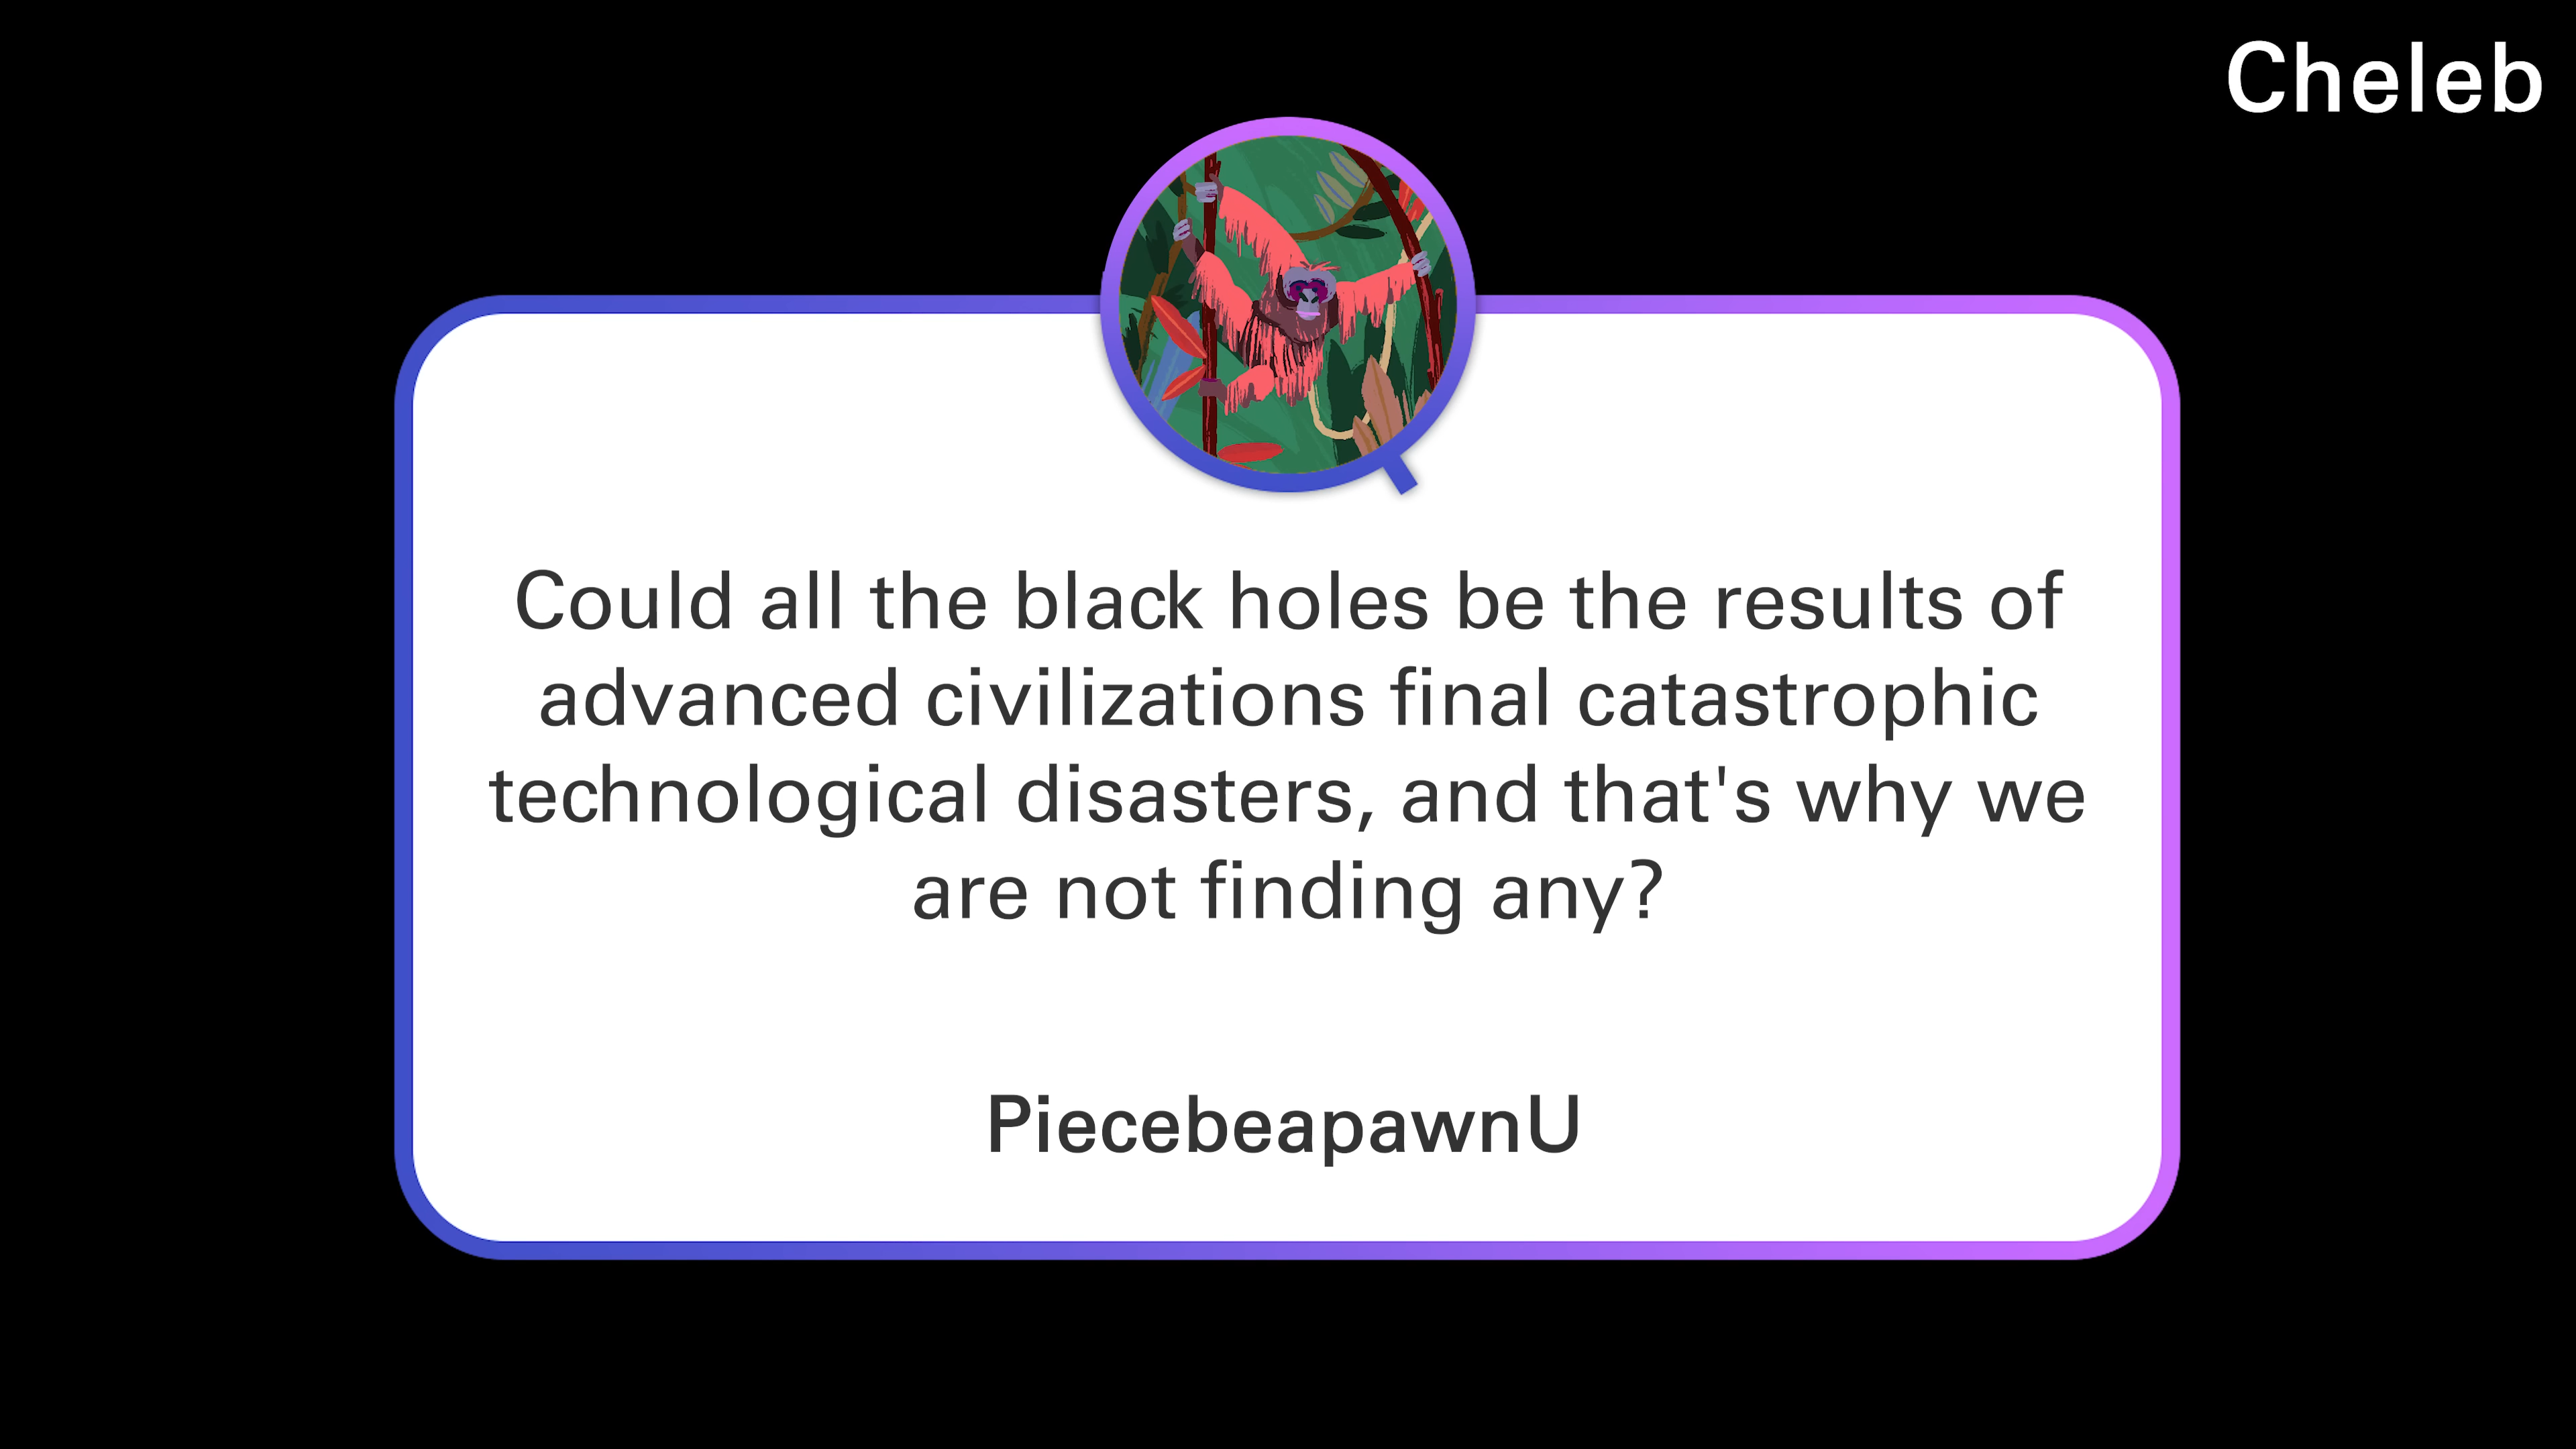 Cheleb
Could all the black holes be the results of
advanced civilizations final catastrophic
technological disasters, and that's why we
are not finding any?
PiecebeapawnU